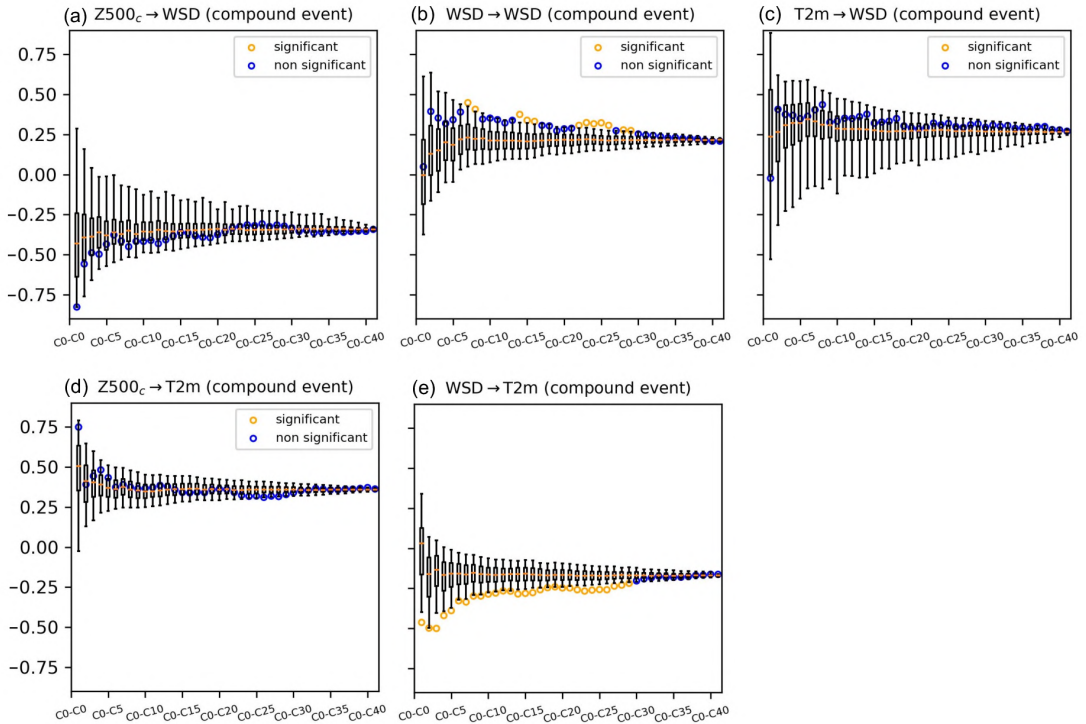 (a) Z500c → WSD (compound event)
(b) WSD → WSD (compound event)
(c) T2m → WSD (compound event)
significant
non significant
significant
non significant
significant
non significant
0.75
0.50
0.25
0.00
−0.25
−0.50
−0.75
C0-C0 C0-C5 C0-C10 C0-C15 C0-C20 C0-C25 C0-C30 C0-C35 C0-C40
C0-C0 C0-C5 C0-C10 C0-C15 C0-C20 C0-C25 C0-C30 C0-C35 C0-C40
C0-C0 C0-C5 C0-C10 C0-C15 C0-C20 C0-C25 C0-C30 C0-C35 C0-C40
(d) Z500c → T2m (compound event)
(e) WSD → T2m (compound event)
significant
non significant
significant
non significant
0.75
0.50
0.25
0.00
−0.25
−0.50
−0.75
C0-C0 C0-C5 C0-C10 C0-C15 C0-C20 C0-C25 C0-C30 C0-C35 C0-C40
C0-C0 C0-C5 C0-C10 C0-C15 C0-C20 C0-C25 C0-C30 C0-C35 C0-C40